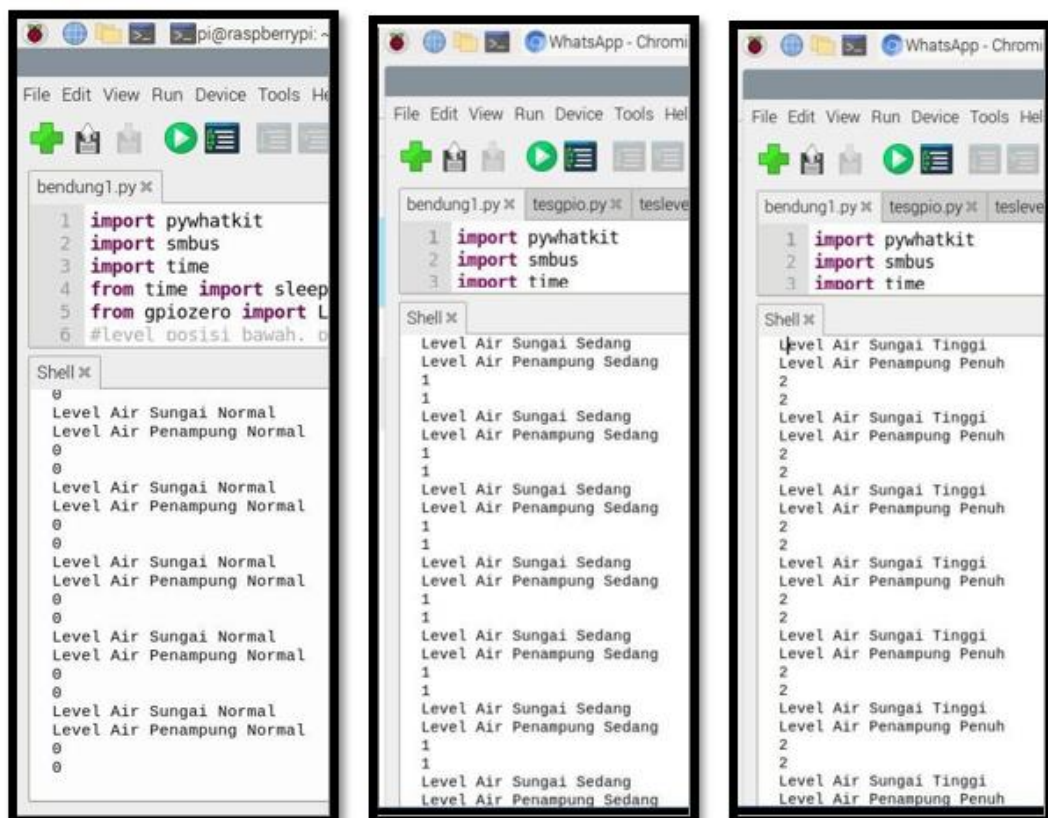 pi@raspberrypi: ~
File Edit View Run Device Tools He
bendung1.py
1 import pywhatkit
2 import smbus
3 import time
4 from time import sleep
5 from gpiozero import L
6 #level posisi bawah. p
Shell
0
Level Air Sungai Normal
Level Air Penampung Normal
0
0
Level Air Sungai Normal
Level Air Penampung Normal
0
0
Level Air Sungai Normal
Level Air Penampung Normal
0
0
Level Air Sungai Normal
Level Air Penampung Normal
0
0
Level Air Sungai Normal
Level Air Penampung Normal
0
0
WhatsApp - Chromi
File Edit View Run Device Tools Hel
bendung1.py tesgpio.py tesleve
1 import pywhatkit
2 import smbus
3 import time
Shell
Level Air Sungai Sedang
Level Air Penampung Sedang
1
1
Level Air Sungai Sedang
Level Air Penampung Sedang
1
1
Level Air Sungai Sedang
Level Air Penampung Sedang
1
1
Level Air Sungai Sedang
Level Air Penampung Sedang
1
1
Level Air Sungai Sedang
Level Air Penampung Sedang
1
1
Level Air Sungai Sedang
Level Air Penampung Sedang
1
1
Level Air Sungai Sedang
Level Air Penampung Sedang
WhatsApp - Chromi
File Edit View Run Device Tools Hel
bendung1.py tesgpio.py tesleve
1 import pywhatkit
2 import smbus
3 import time
Shell
Level Air Sungai Tinggi
Level Air Penampung Penuh
2
2
Level Air Sungai Tinggi
Level Air Penampung Penuh
2
2
Level Air Sungai Tinggi
Level Air Penampung Penuh
2
2
Level Air Sungai Tinggi
Level Air Penampung Penuh
2
2
Level Air Sungai Tinggi
Level Air Penampung Penuh
2
2
Level Air Sungai Tinggi
Level Air Penampung Penuh
2
2
Level Air Sungai Tinggi
Level Air Penampung Penuh